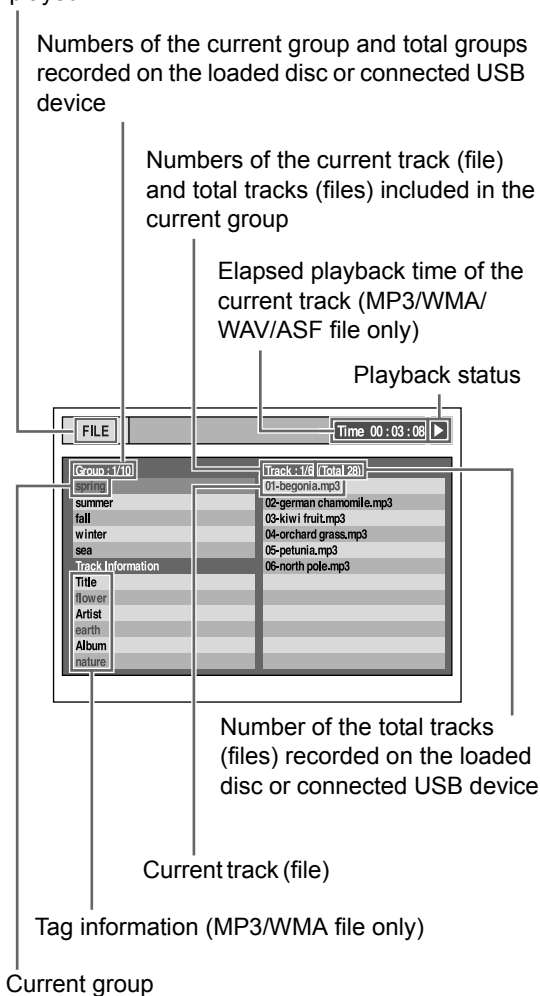 Numbers of the current group and total groups
recorded on the loaded disc or connected USB
device
Numbers of the current track (file)
and total tracks (files) included in the
current group
Elapsed playback time of the
current track (MP3/WMA/
WAV/ASF file only)
Playback status
FILE
Time 00 : 03 : 08
Group : 1/10
Track : 1/6 (Total 28)
spring
01-begonia.mp3
summer
02-german chamomile.mp3
fall
03-kiwi fruit.mp3
winter
04-orchard grass.mp3
sea
05-petunia.mp3
Track Information
06-north pole.mp3
Title
flower
Artist
earth
Album
nature
Number of the total tracks
(files) recorded on the loaded
disc or connected USB device
Current track (file)
Tag information (MP3/WMA file only)
Current group